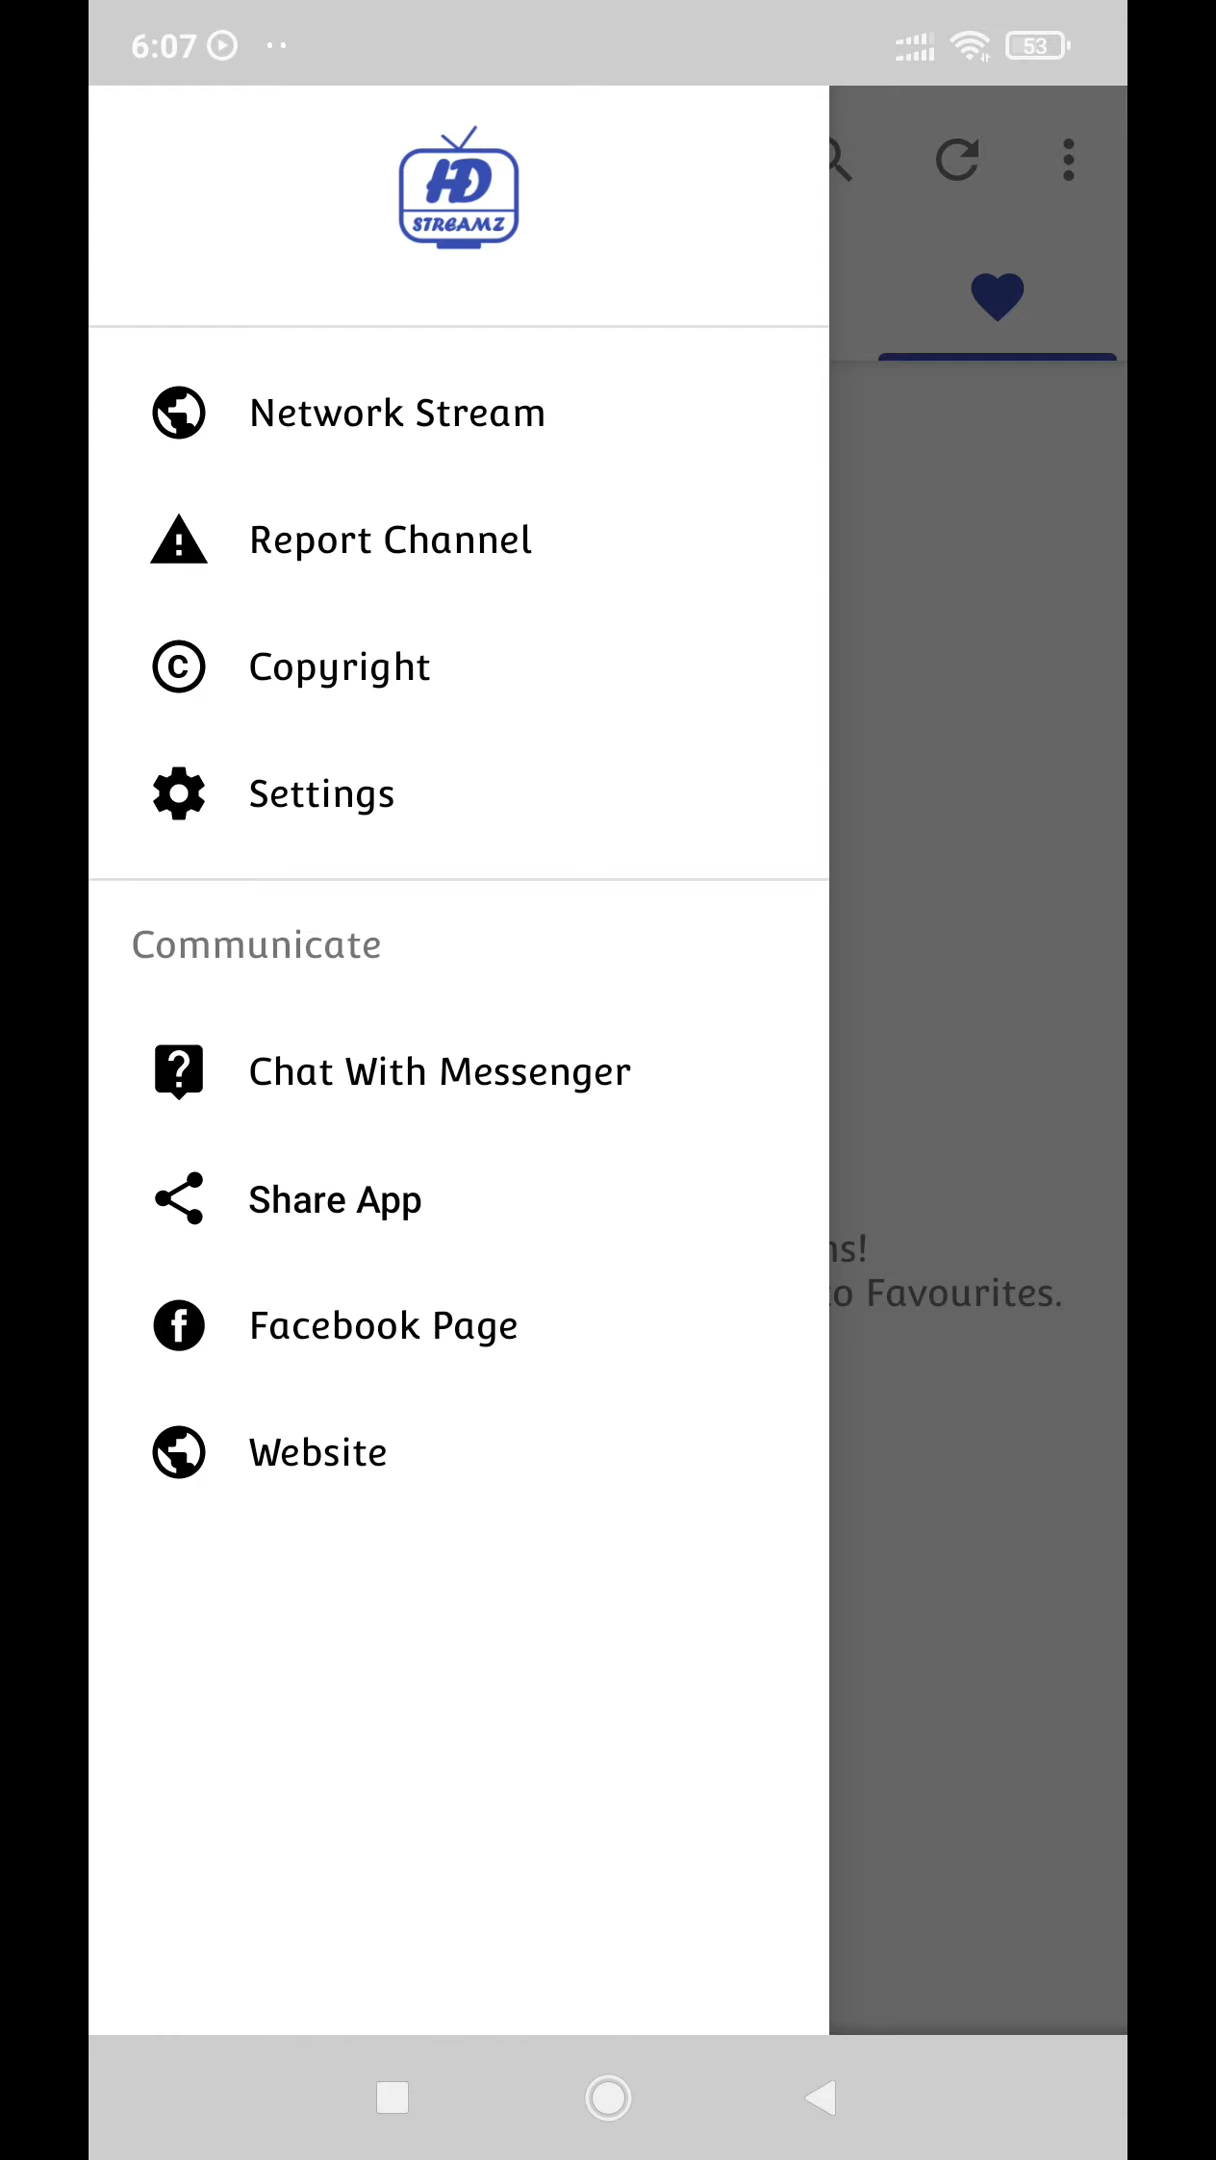 6:07
53
HD
STREAMZ
Network Stream
Report Channel
Copyright
Settings
Communicate
Chat With Messenger
Share App
Facebook Page
Website
Favourites.